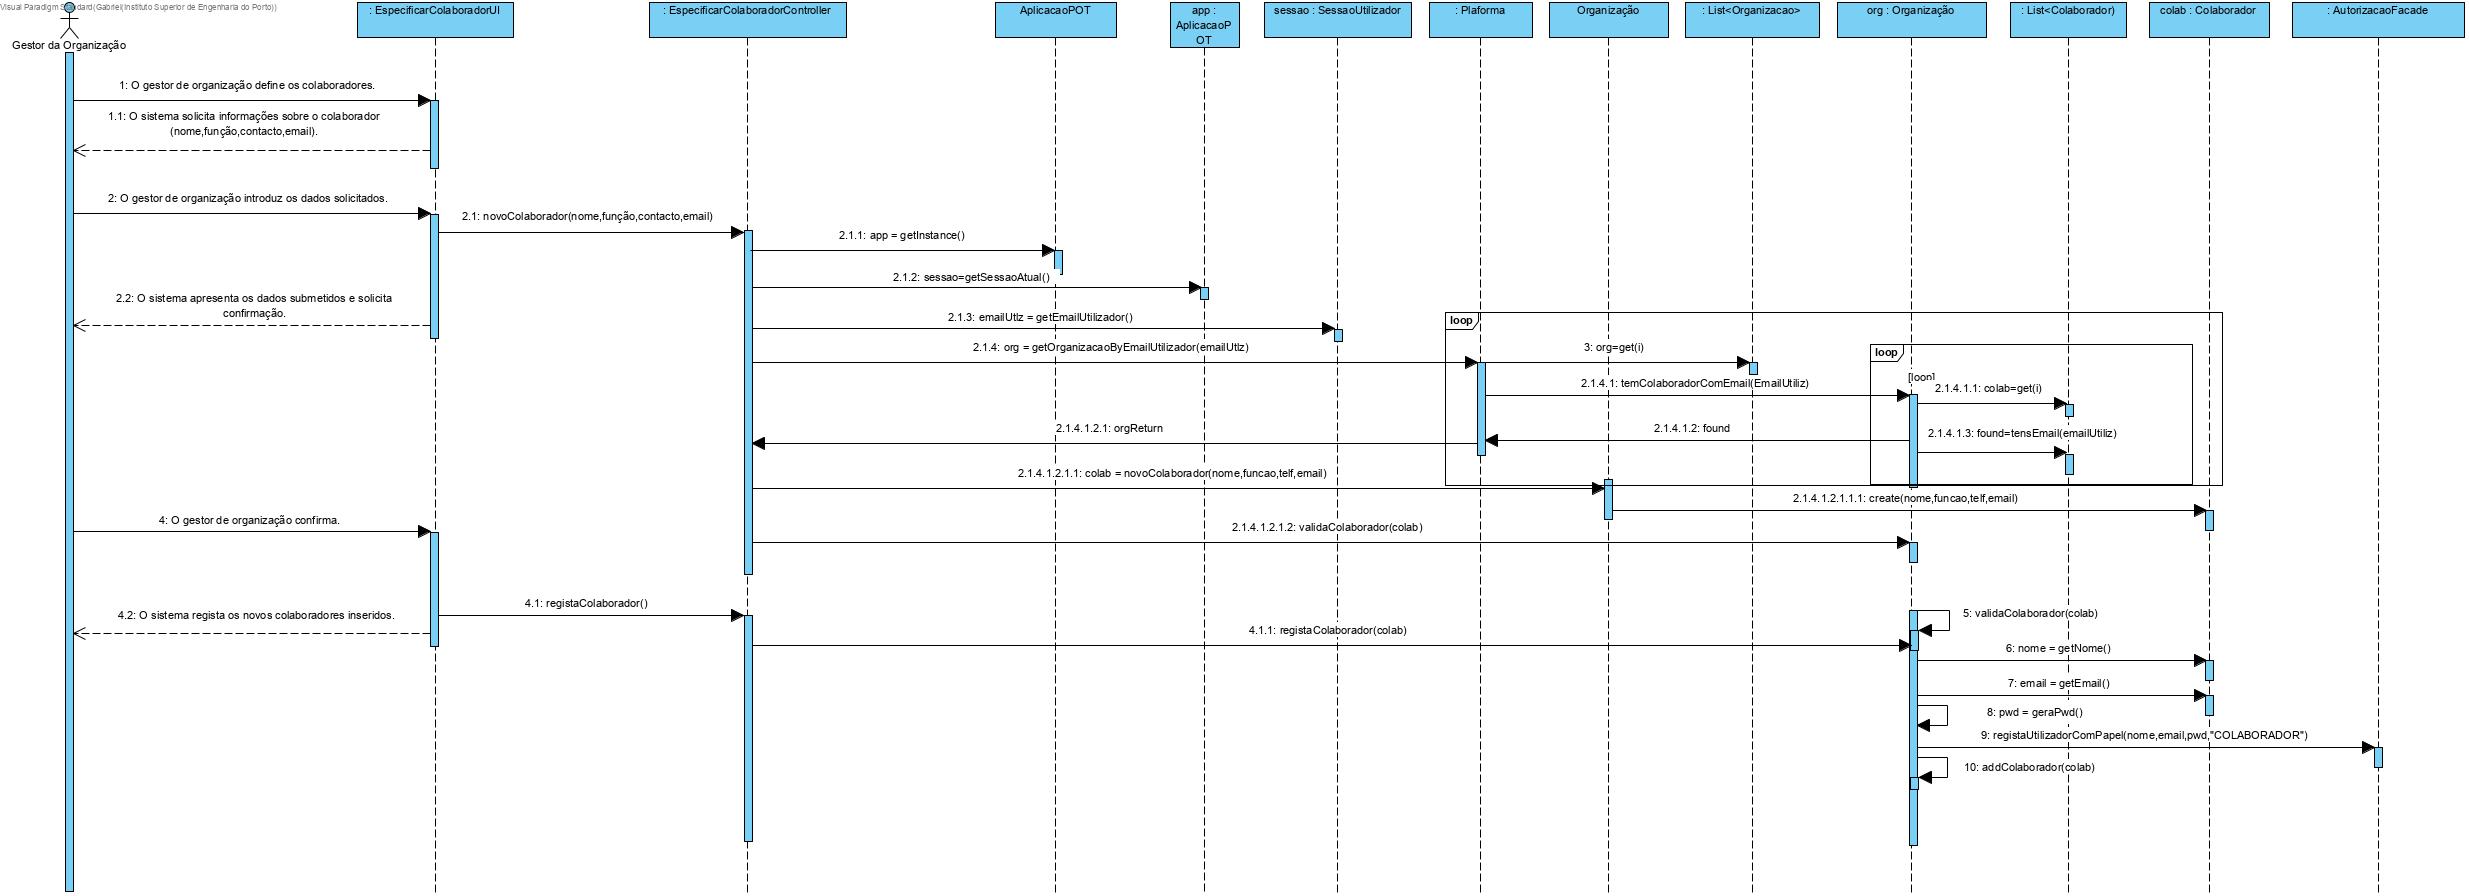 Visual Paradigm Standard(Gabriel(Instituto Superior de Engenharia do Porto))
Gestor da Organização
: EspecificarColaboradorUI
: EspecificarColaboradorController
AplicacaoPOT
app :
AplicacaoP
OT
sessao : SessaoUtilizador
: Plaforma
Organização
: List<Organizacao>
org : Organização
: List<Colaborador)
colab : Colaborador
: AutorizacaoFacade
1: O gestor de organização define os colaboradores.
1.1: O sistema solicita informações sobre o colaborador
(nome,função,contacto,email).
2: O gestor de organização introduz os dados solicitados.
2.1: novoColaborador(nome,função,contacto,email)
2.1.1: app = getInstance()
2.1.2: sessao=getSessaoAtual()
2.2: O sistema apresenta os dados submetidos e solicita
confirmação.
2.1.3: emailUtlz = getEmailUtilizador()
loop
2.1.4: org = getOrganizacaoByEmailUtilizador(emailUtlz)
3: org=get(i)
loop
[loop]
2.1.4.1: temColaboradorComEmail(EmailUtiliz)
2.1.4.1.1: colab=get(i)
2.1.4.1.2.1: orgReturn
2.1.4.1.2: found
2.1.4.1.3: found=tensEmail(emailUtiliz)
2.1.4.1.2.1.1: colab = novoColaborador(nome,funcao,telf,email)
2.1.4.1.2.1.1.1: create(nome,funcao,telf,email)
4: O gestor de organização confirma.
2.1.4.1.2.1.2: validaColaborador(colab)
4.1: registaColaborador()
4.2: O sistema regista os novos colaboradores inseridos.
5: validaColaborador(colab)
4.1.1: registaColaborador(colab)
6: nome = getNome()
7: email = getEmail()
8: pwd = geraPwd()
9: registaUtilizadorComPapel(nome,email,pwd,"COLABORADOR")
10: addColaborador(colab)